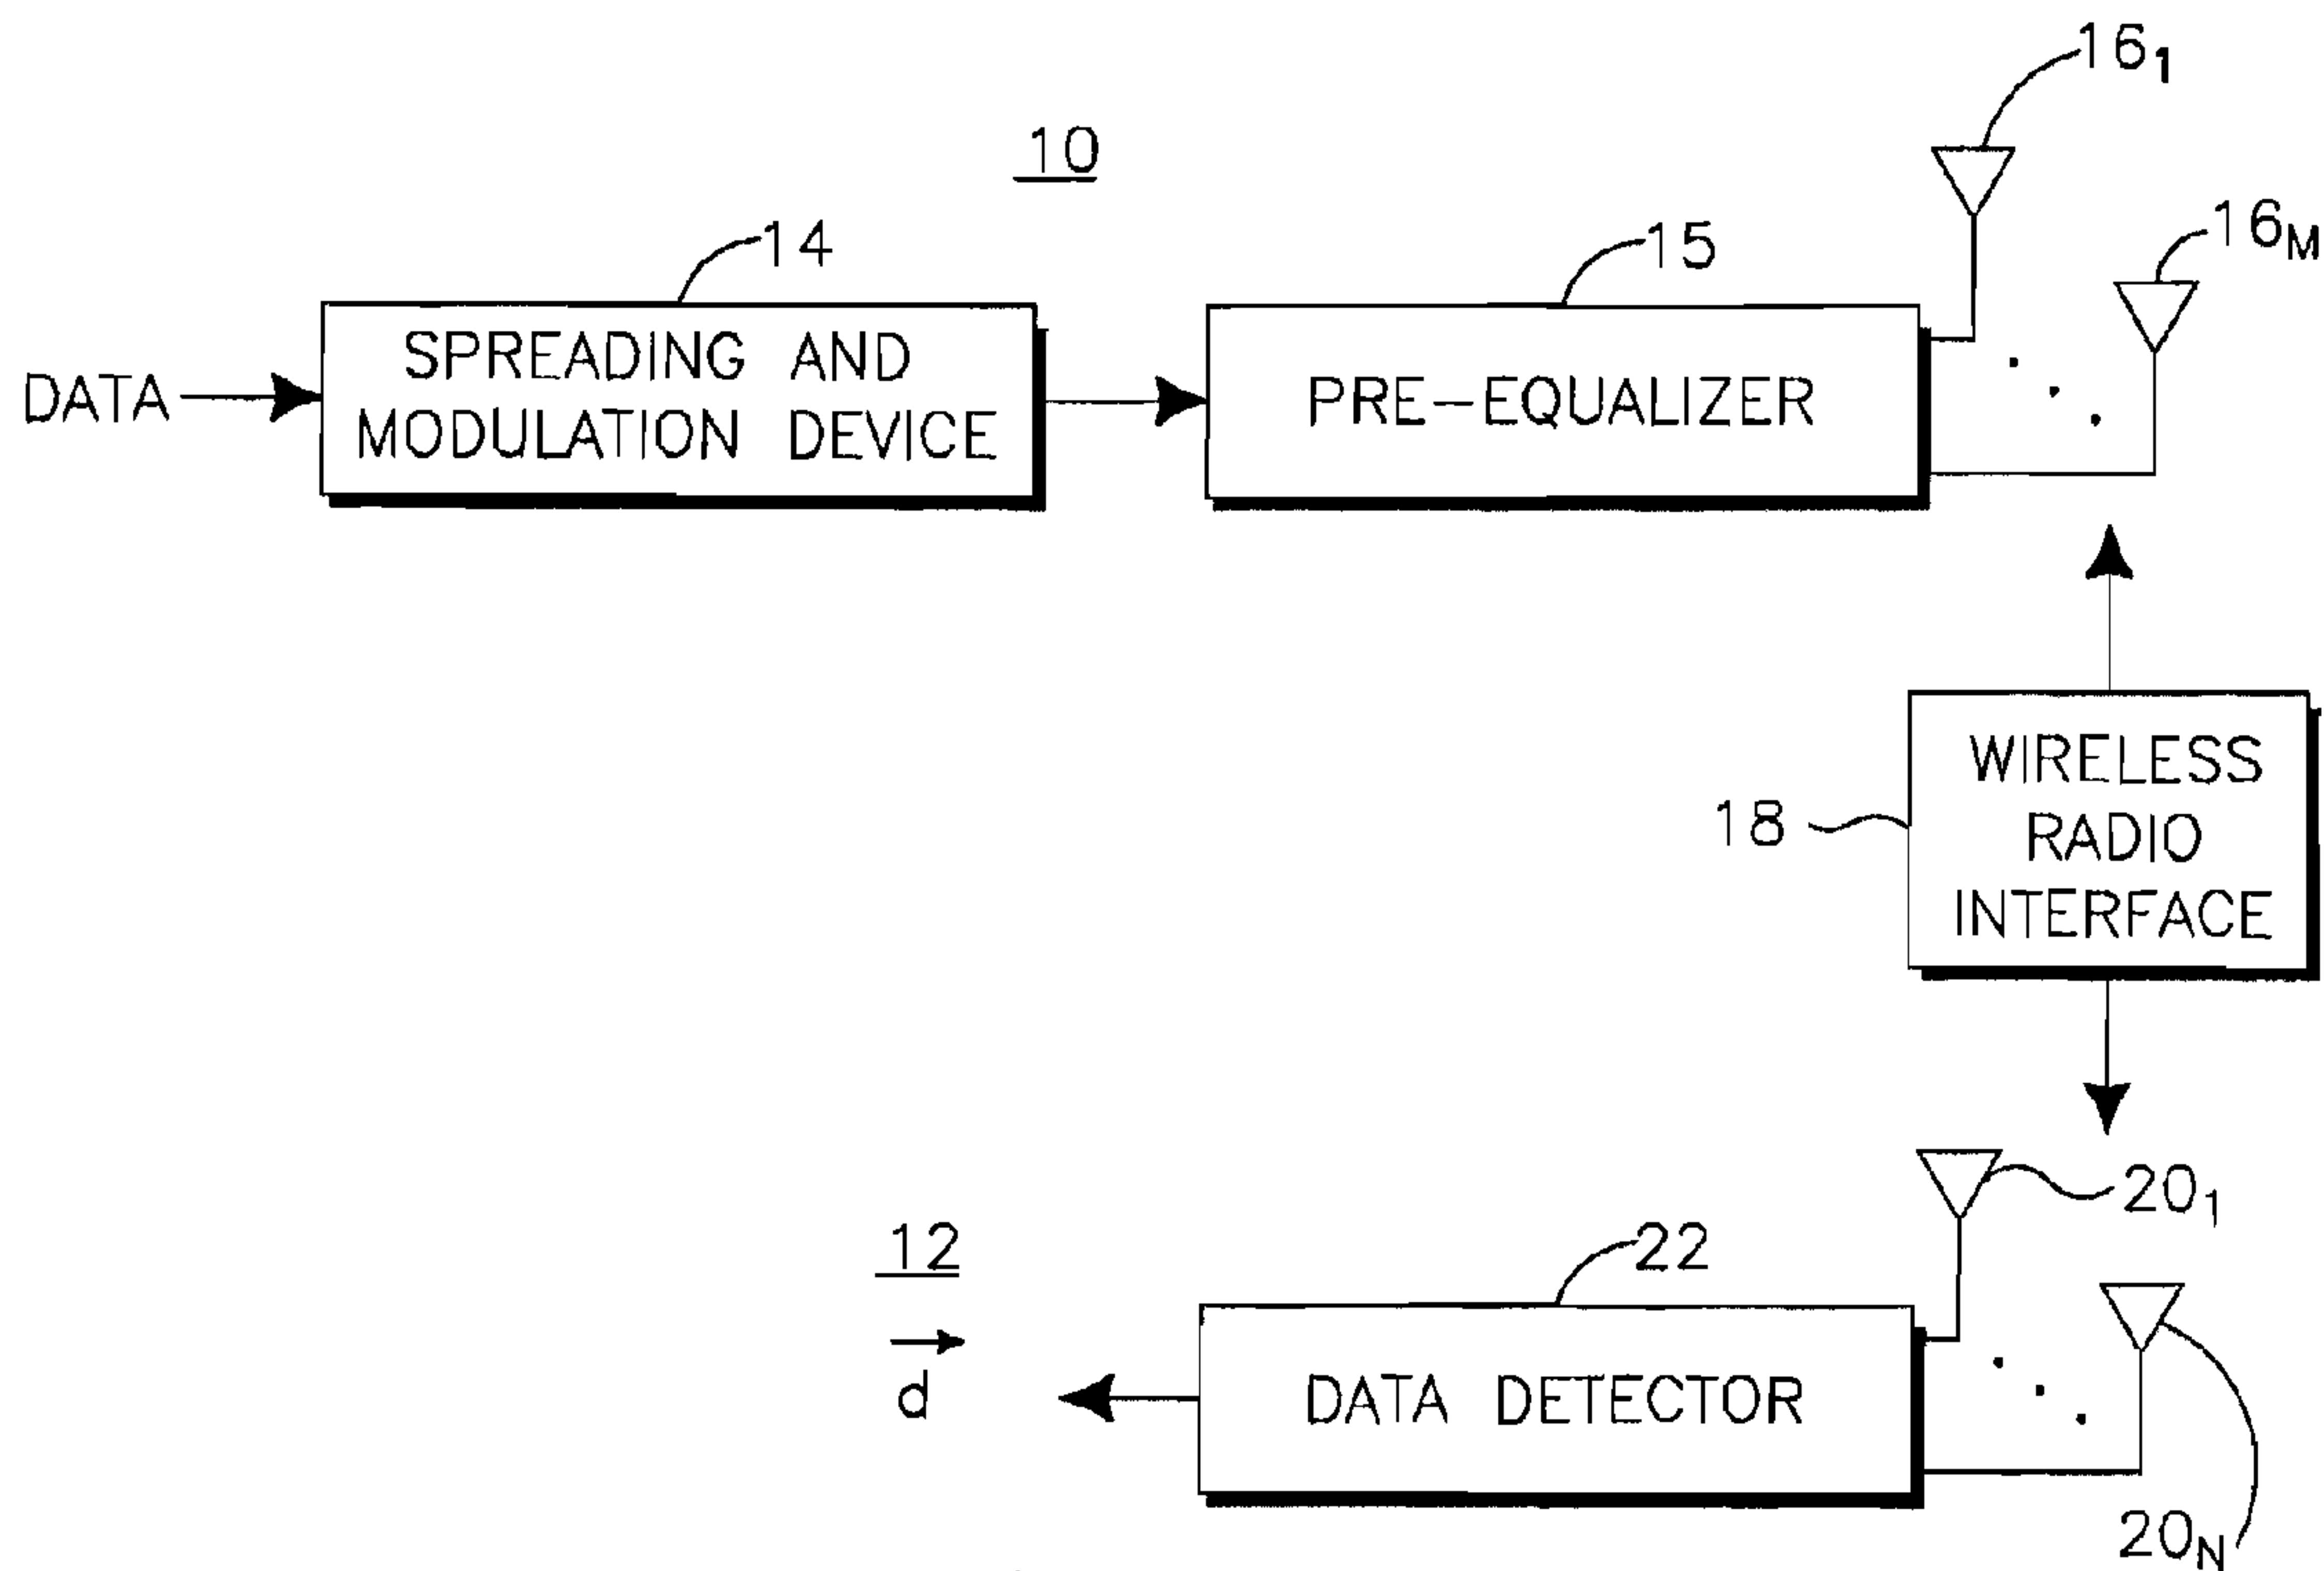 16₁
10
16M
14
15
SPREADING AND
MODULATION DEVICE
DATA
PRE-EQUALIZER
WIRELESS
RADIO
INTERFACE
18
20₁
12
22
d
DATA DETECTOR
20N